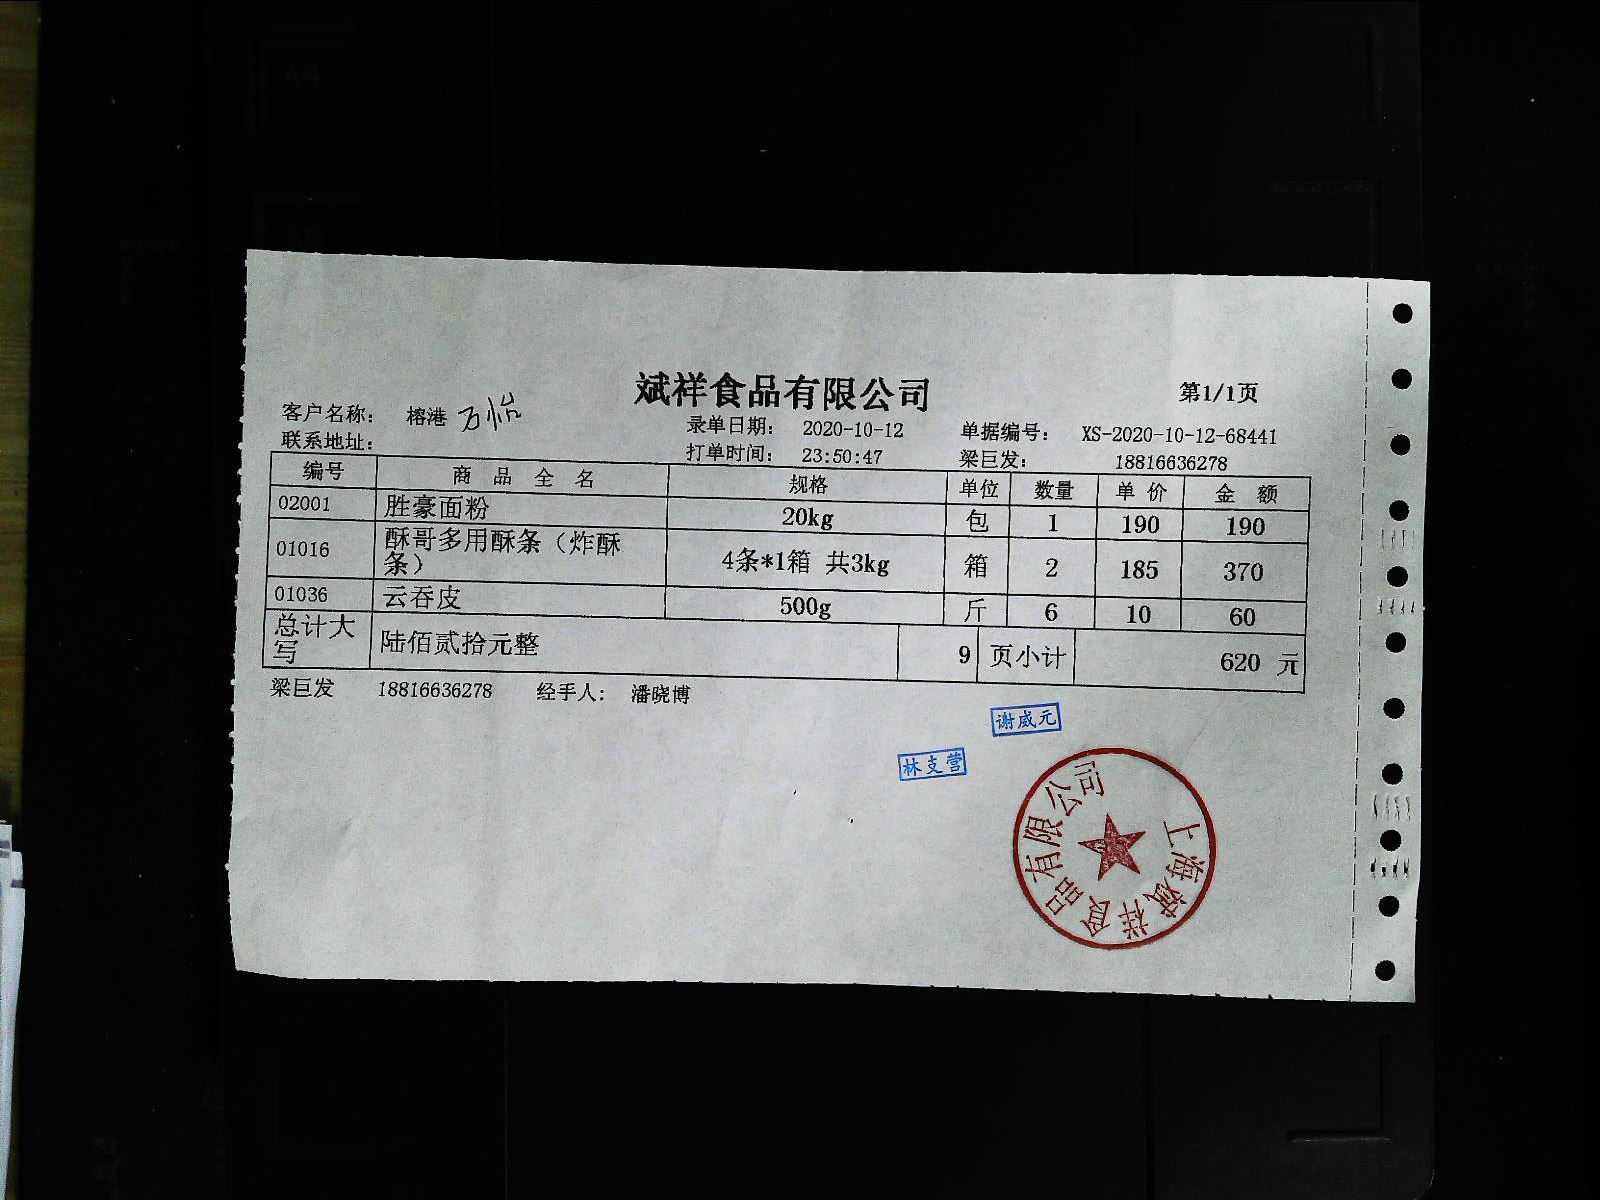 斌祥食品有限公司
第1/1页
客户名称： 榕港 万怡
录单日期： 2020-10-12
单据编号： XS-2020-10-12-68441
联系地址：
打单时间： 23:50:47
梁巨发： 18816636278
编号 商品全名 规格 单位 数量 单价 金额
02001 胜豪面粉 20kg 包 1 190 190
01016 酥哥多用酥条（炸酥条） 4条*1箱 共3kg 箱 2 185 370
01036 云吞皮 500g 斤 6 10 60
总计大写 陆佰贰拾元整 9 页小计 620 元
梁巨发 18816636278 经手人： 潘晓博
谢威元
林支营
上海斌祥食品有限公司
A4